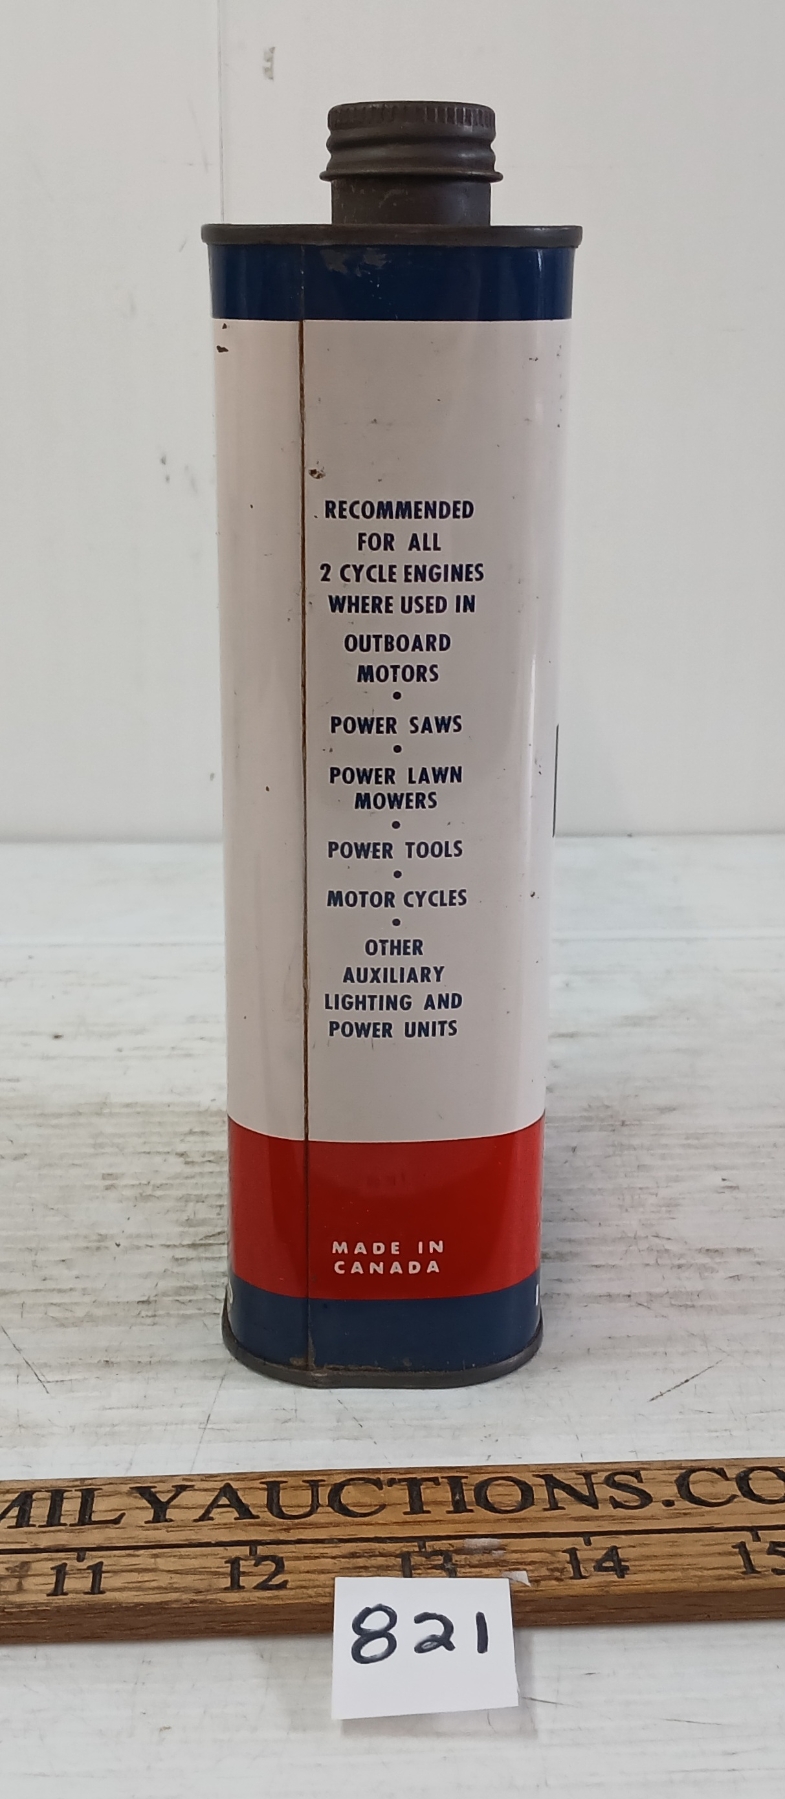 RECOMMENDED
FOR ALL
2 CYCLE ENGINES
WHERE USED IN
OUTBOARD
MOTORS
•
POWER SAWS
•
POWER LAWN
MOWERS
•
POWER TOOLS
•
MOTOR CYCLES
•
OTHER
AUXILIARY
LIGHTING AND
POWER UNITS
MADE IN
CANADA
MILYAUCTIONS.CO
11 12 13 14 15
821